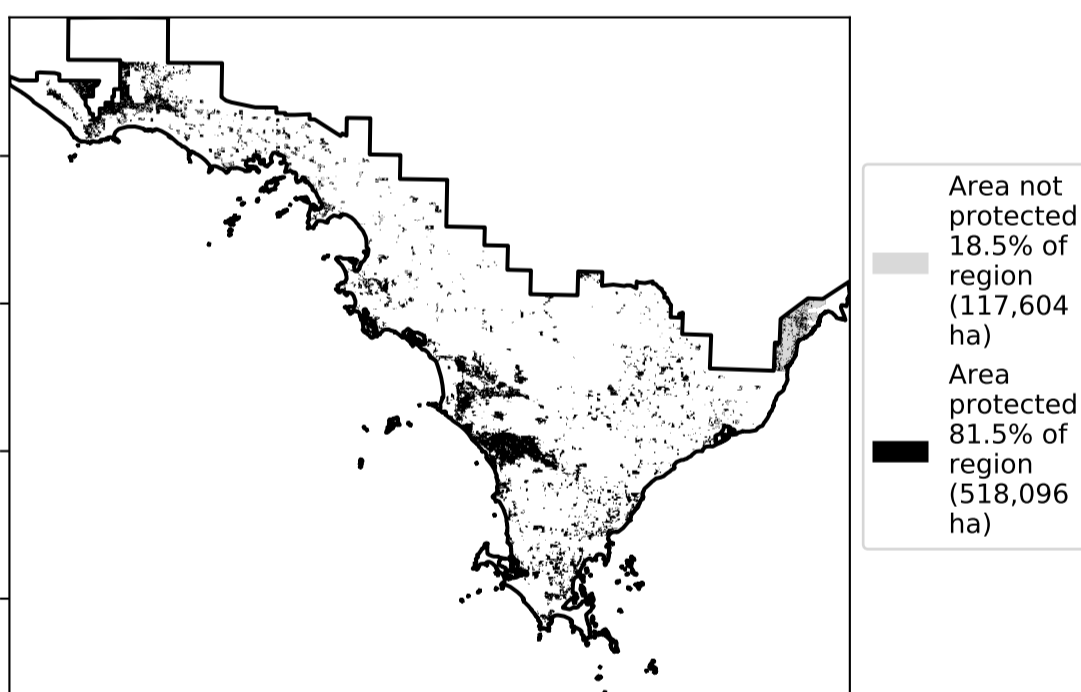 Area not
protected
18.5% of
region
(117,604
ha)
Area
protected
81.5% of
region
(518,096
ha)